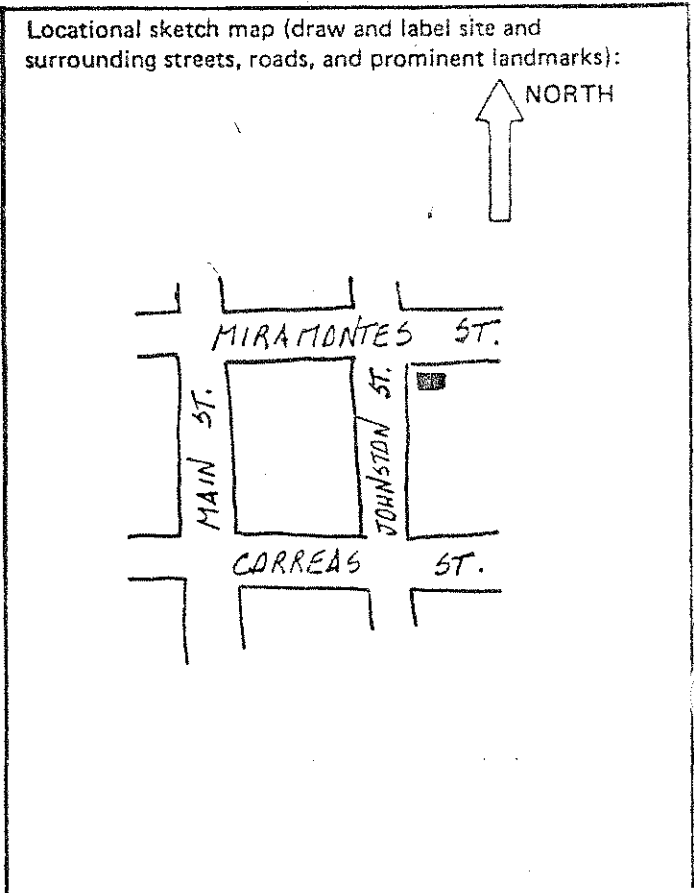 Locational sketch map (draw and label site and
surrounding streets, roads, and prominent landmarks):
NORTH
MIRAMONTES ST.
MAIN ST.
JOHNSTON ST.
CORREAS ST.